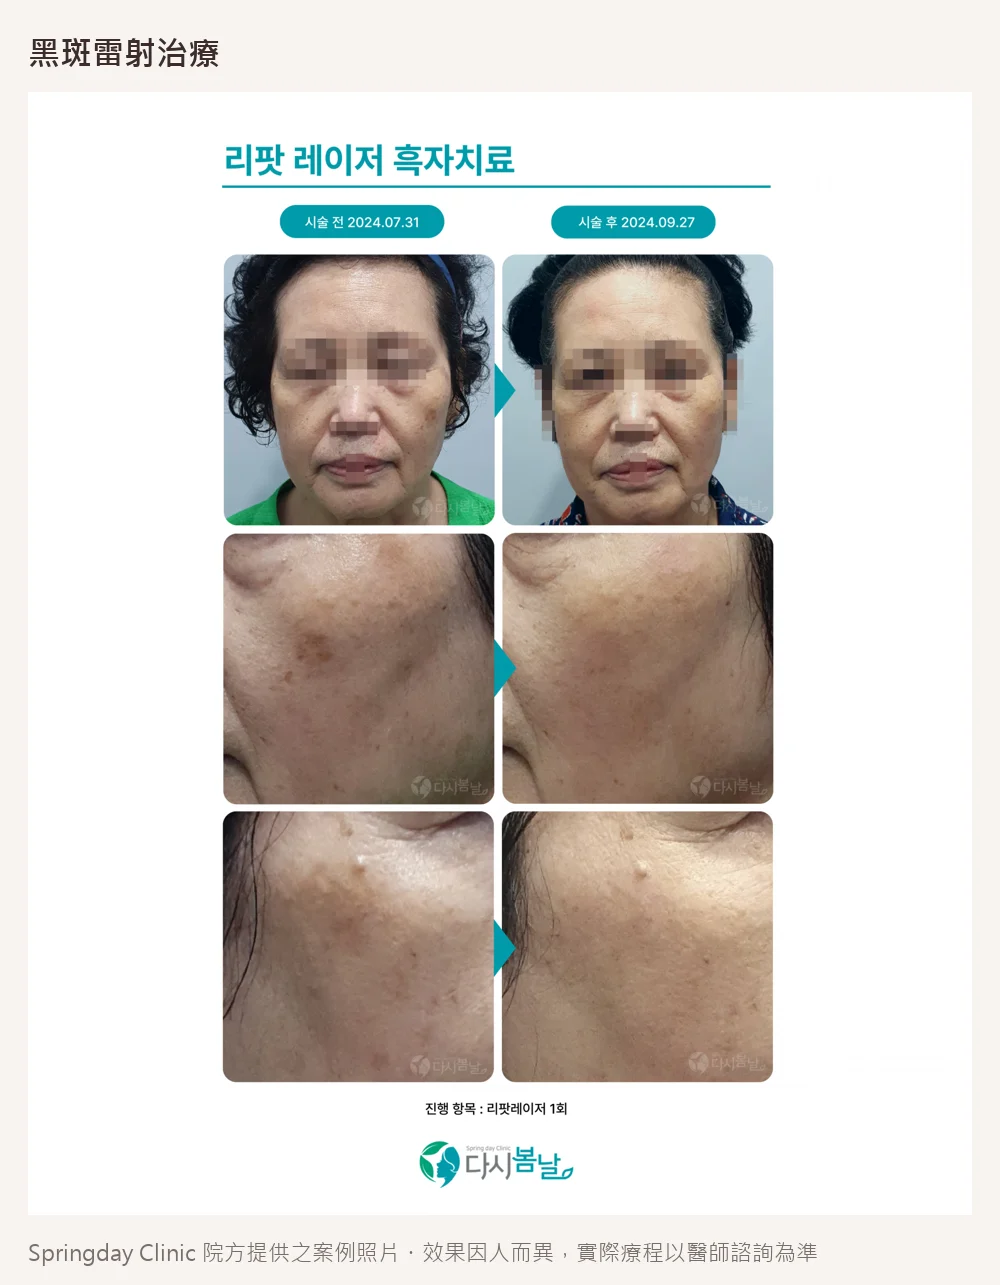 黑斑雷射治療
리팟 레이저 흑자치료
시술 전 2024.07.31
시술 후 2024.09.27
다시봄날
다시봄날
다시봄날
다시봄날
다시봄날
다시봄날
진행 항목 : 리팟레이저 1회
Spring day Clinic
다시봄날
Springday Clinic 院方提供之案例照片・效果因人而異，實際療程以醫師諮詢為準